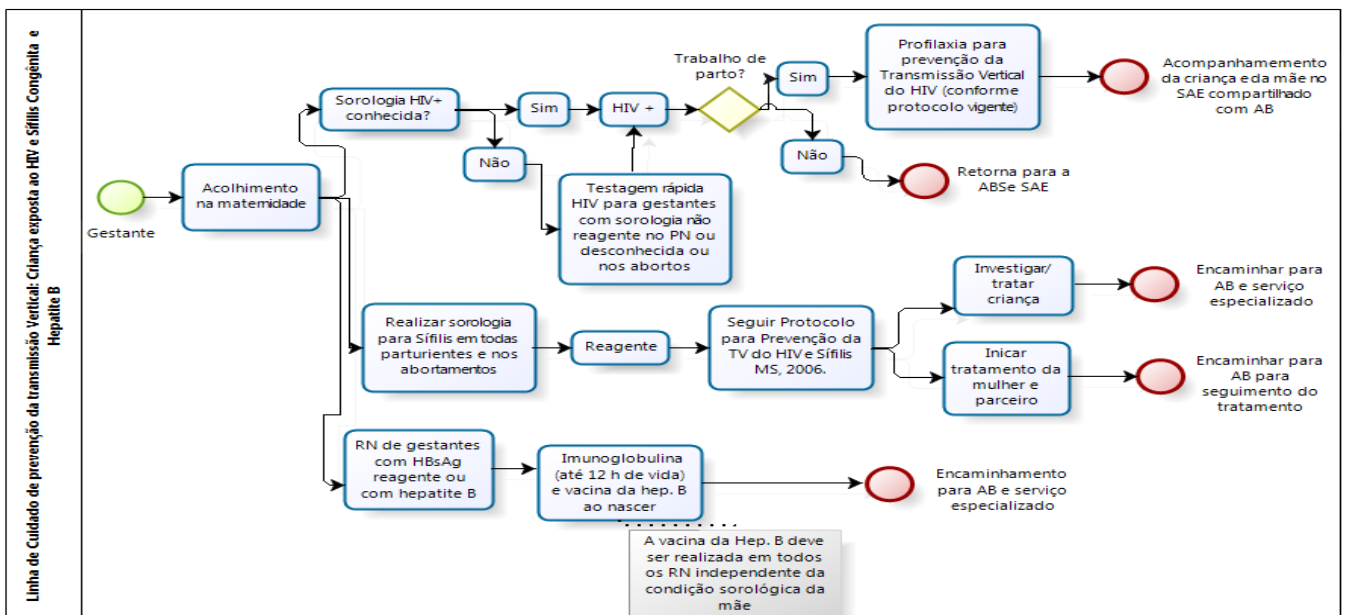 Linha de Cuidado de prevenção da transmissão Vertical: Criança exposta ao HIV e Sífilis Congênita e
Hepatite B
Gestante
Acolhimento
na maternidade
Sorologia HIV+
conhecida?
Sim
Não
HIV +
Testagem rápida
HIV para gestantes
com sorologia não
reagente no PN ou
desconhecida ou
nos abortos
Trabalho de
parto?
Sim
Não
Profilaxia para
prevenção da
Transmissão Vertical
do HIV (conforme
protocolo vigente)
Acompanhamemento
da criança e da mãe no
SAE compartilhado
com AB
Retorna para a
ABSe SAE
Realizar sorologia
para Sífilis em todas
parturientes e nos
abortamentos
Reagente
Seguir Protocolo
para Prevenção da
TV do HIV e Sífilis
MS, 2006.
Investigar/
tratar
criança
Encaminhar para
AB e serviço
especializado
Inicar
tratamento da
mulher e
parceiro
Encaminhar para
AB para
seguimento do
tratamento
RN de gestantes
com HBsAg
reagente ou
com hepatite B
Imunoglobulina
(até 12 h de vida)
e vacina da hep. B
ao nascer
Encaminhamento
para AB e serviço
especializado
A vacina da Hep. B deve
ser realizada em todos
os RN independente da
condição sorológica da
mãe